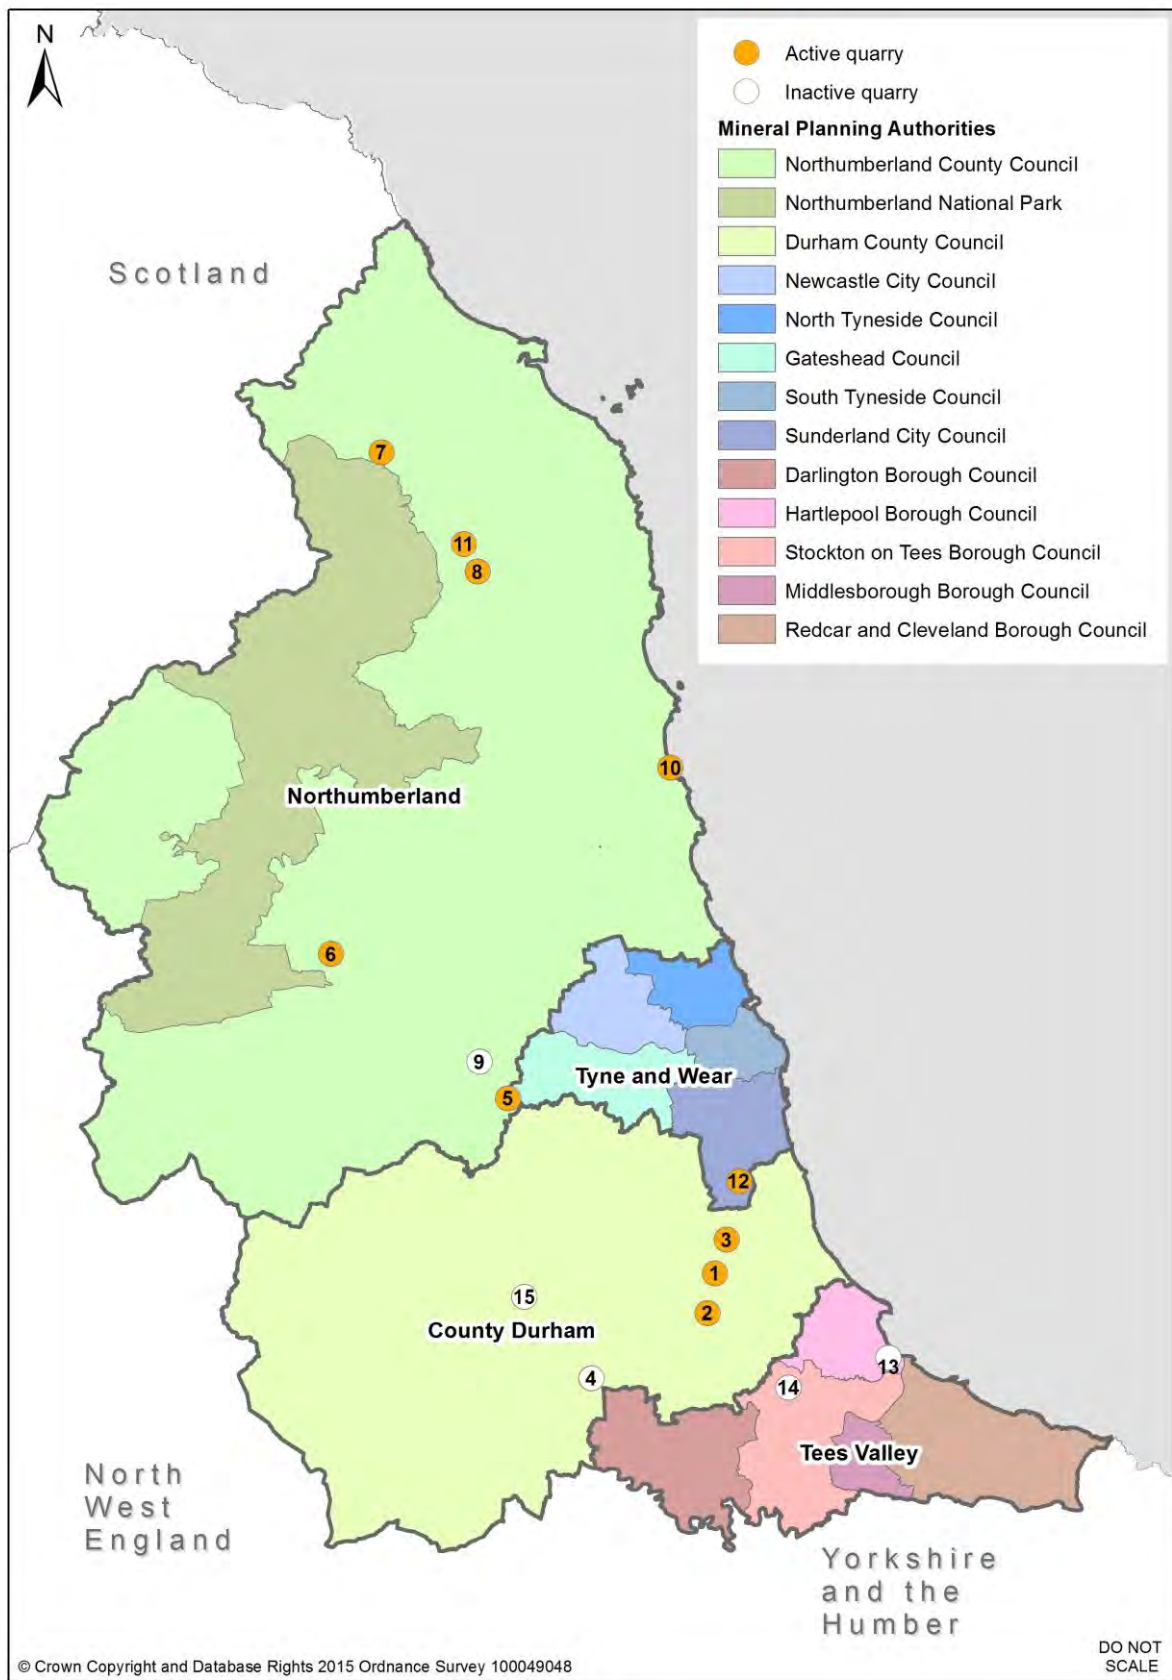 N
Active quarry
Inactive quarry
Mineral Planning Authorities
Northumberland County Council
Northumberland National Park
Durham County Council
Newcastle City Council
North Tyneside Council
Gateshead Council
South Tyneside Council
Sunderland City Council
Darlington Borough Council
Hartlepool Borough Council
Stockton on Tees Borough Council
Middlesborough Borough Council
Redcar and Cleveland Borough Council
Scotland
7
11
8
10
Northumberland
6
9
Tyne and Wear
5
12
3
1
15
2
County Durham
13
4
14
Tees Valley
North
West
England
Yorkshire
and the
Humber
DO NOT
SCALE
© Crown Copyright and Database Rights 2015 Ordnance Survey 100049048